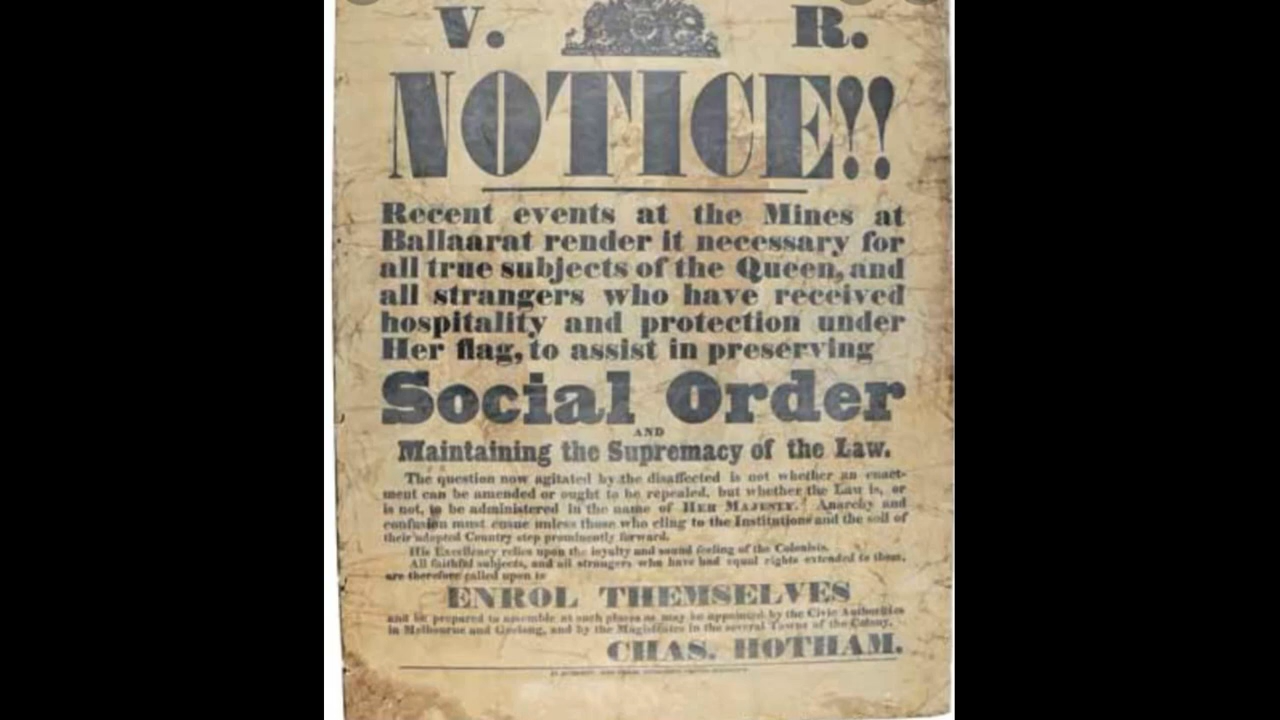 V. R.
NOTICE!!
Recent events at the Mines at
Ballaarat render it necessary for
all true subjects of the Queen, and
all strangers who have received
hospitality and protection under
Her flag, to assist in preserving
Social Order
AND
Maintaining the Supremacy of the Law.
The question now agitated by the disaffected is not whether an enact-
ment can be amended or ought to be repealed, but whether the Law is, or
is not, to be administered in the name of HER MAJESTY. Anarchy and
confusion must ensue unless those who cling to the Institutions and the soil of
their adopted Country step prominently forward.
His Excellency relies upon the loyalty and sound feeling of the Colonists.
All faithful subjects, and all strangers who have had equal rights extended to them,
are therefore called upon to
ENROL THEMSELVES
and be prepared to assemble at such places as may be appointed by the Civic Authorities
in Melbourne and Geelong, and by the Magistrates in the several Towns of the Colony.
CHAS. HOTHAM.